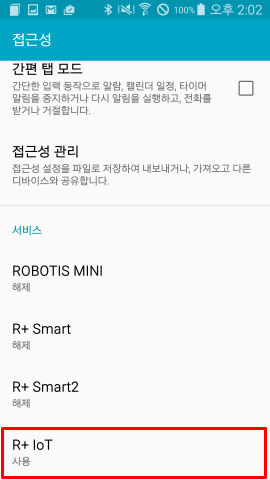 100% 오후 2:02
접근성
간편 탭 모드
간단한 입력 동작으로 알람, 캘린더 일정, 타이머
알림을 중지하거나 다시 알림을 실행하고, 전화를
받거나 거절합니다.
접근성 관리
접근성 설정을 파일로 저장하여 내보내거나, 가져오고 다른
디바이스와 공유합니다.
서비스
ROBOTIS MINI
해제
R+ Smart
해제
R+ Smart2
해제
R+ IoT
사용